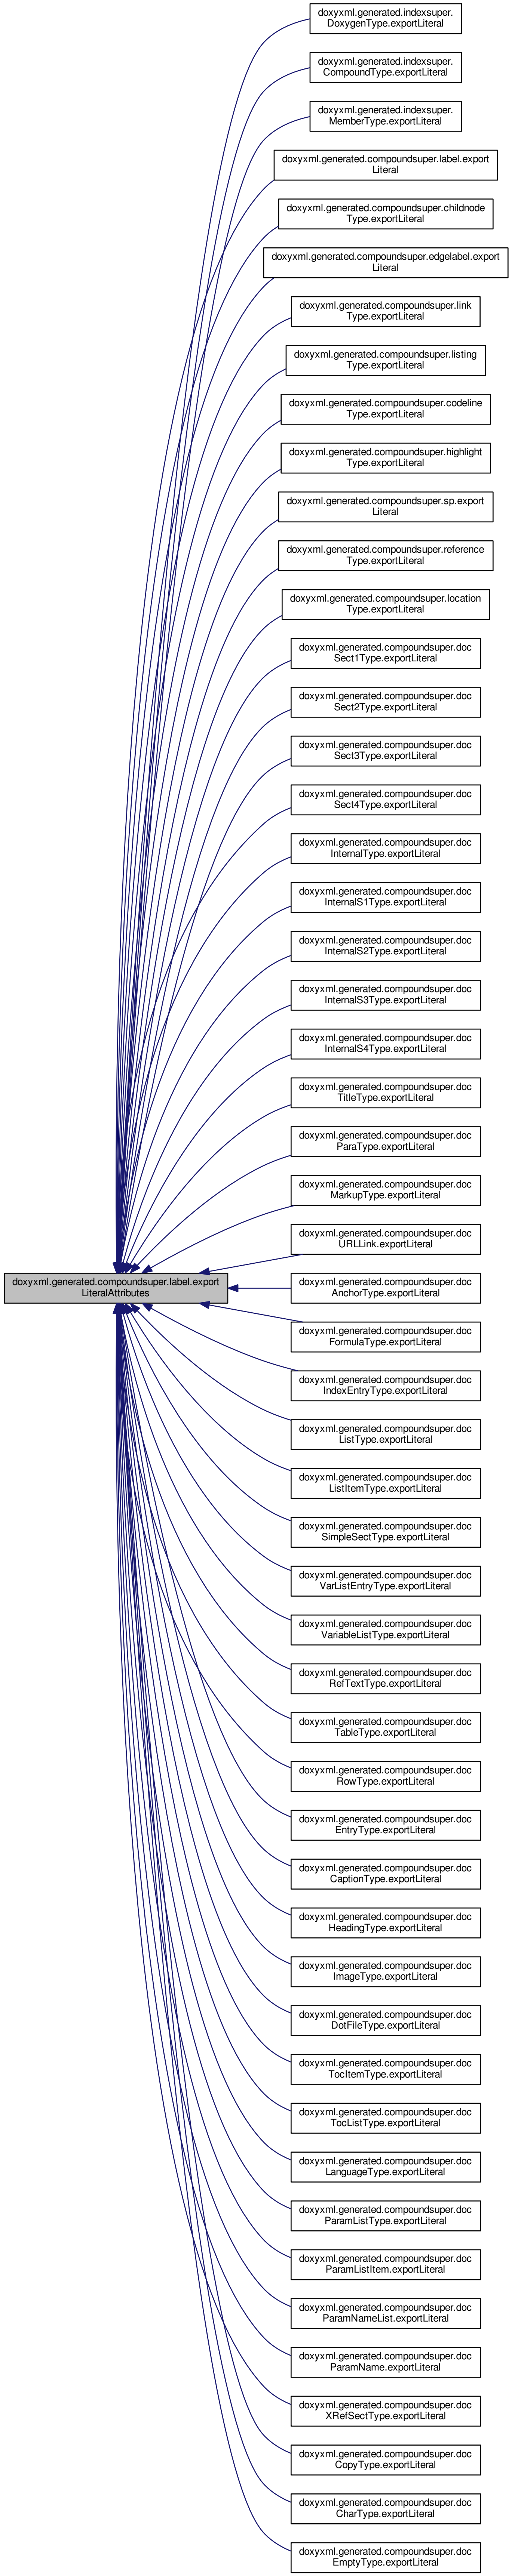 doxyxml.generated.indexsuper.
DoxygenType.exportLiteral
doxyxml.generated.indexsuper.
CompoundType.exportLiteral
doxyxml.generated.indexsuper.
MemberType.exportLiteral
doxyxml.generated.compoundsuper.label.export
Literal
doxyxml.generated.compoundsuper.childnode
Type.exportLiteral
doxyxml.generated.compoundsuper.edgelabel.export
Literal
doxyxml.generated.compoundsuper.link
Type.exportLiteral
doxyxml.generated.compoundsuper.listing
Type.exportLiteral
doxyxml.generated.compoundsuper.codeline
Type.exportLiteral
doxyxml.generated.compoundsuper.highlight
Type.exportLiteral
doxyxml.generated.compoundsuper.sp.export
Literal
doxyxml.generated.compoundsuper.reference
Type.exportLiteral
doxyxml.generated.compoundsuper.location
Type.exportLiteral
doxyxml.generated.compoundsuper.doc
Sect1Type.exportLiteral
doxyxml.generated.compoundsuper.doc
Sect2Type.exportLiteral
doxyxml.generated.compoundsuper.doc
Sect3Type.exportLiteral
doxyxml.generated.compoundsuper.doc
Sect4Type.exportLiteral
doxyxml.generated.compoundsuper.doc
InternalType.exportLiteral
doxyxml.generated.compoundsuper.doc
InternalS1Type.exportLiteral
doxyxml.generated.compoundsuper.doc
InternalS2Type.exportLiteral
doxyxml.generated.compoundsuper.doc
InternalS3Type.exportLiteral
doxyxml.generated.compoundsuper.doc
InternalS4Type.exportLiteral
doxyxml.generated.compoundsuper.doc
TitleType.exportLiteral
doxyxml.generated.compoundsuper.doc
ParaType.exportLiteral
doxyxml.generated.compoundsuper.doc
MarkupType.exportLiteral
doxyxml.generated.compoundsuper.doc
URLLink.exportLiteral
doxyxml.generated.compoundsuper.label.export
LiteralAttributes
doxyxml.generated.compoundsuper.doc
AnchorType.exportLiteral
doxyxml.generated.compoundsuper.doc
FormulaType.exportLiteral
doxyxml.generated.compoundsuper.doc
IndexEntryType.exportLiteral
doxyxml.generated.compoundsuper.doc
ListType.exportLiteral
doxyxml.generated.compoundsuper.doc
ListItemType.exportLiteral
doxyxml.generated.compoundsuper.doc
SimpleSectType.exportLiteral
doxyxml.generated.compoundsuper.doc
VarListEntryType.exportLiteral
doxyxml.generated.compoundsuper.doc
VariableListType.exportLiteral
doxyxml.generated.compoundsuper.doc
RefTextType.exportLiteral
doxyxml.generated.compoundsuper.doc
TableType.exportLiteral
doxyxml.generated.compoundsuper.doc
RowType.exportLiteral
doxyxml.generated.compoundsuper.doc
EntryType.exportLiteral
doxyxml.generated.compoundsuper.doc
CaptionType.exportLiteral
doxyxml.generated.compoundsuper.doc
HeadingType.exportLiteral
doxyxml.generated.compoundsuper.doc
ImageType.exportLiteral
doxyxml.generated.compoundsuper.doc
DotFileType.exportLiteral
doxyxml.generated.compoundsuper.doc
TocItemType.exportLiteral
doxyxml.generated.compoundsuper.doc
TocListType.exportLiteral
doxyxml.generated.compoundsuper.doc
LanguageType.exportLiteral
doxyxml.generated.compoundsuper.doc
ParamListType.exportLiteral
doxyxml.generated.compoundsuper.doc
ParamListItem.exportLiteral
doxyxml.generated.compoundsuper.doc
ParamNameList.exportLiteral
doxyxml.generated.compoundsuper.doc
ParamName.exportLiteral
doxyxml.generated.compoundsuper.doc
XRefSectType.exportLiteral
doxyxml.generated.compoundsuper.doc
CopyType.exportLiteral
doxyxml.generated.compoundsuper.doc
CharType.exportLiteral
doxyxml.generated.compoundsuper.doc
EmptyType.exportLiteral